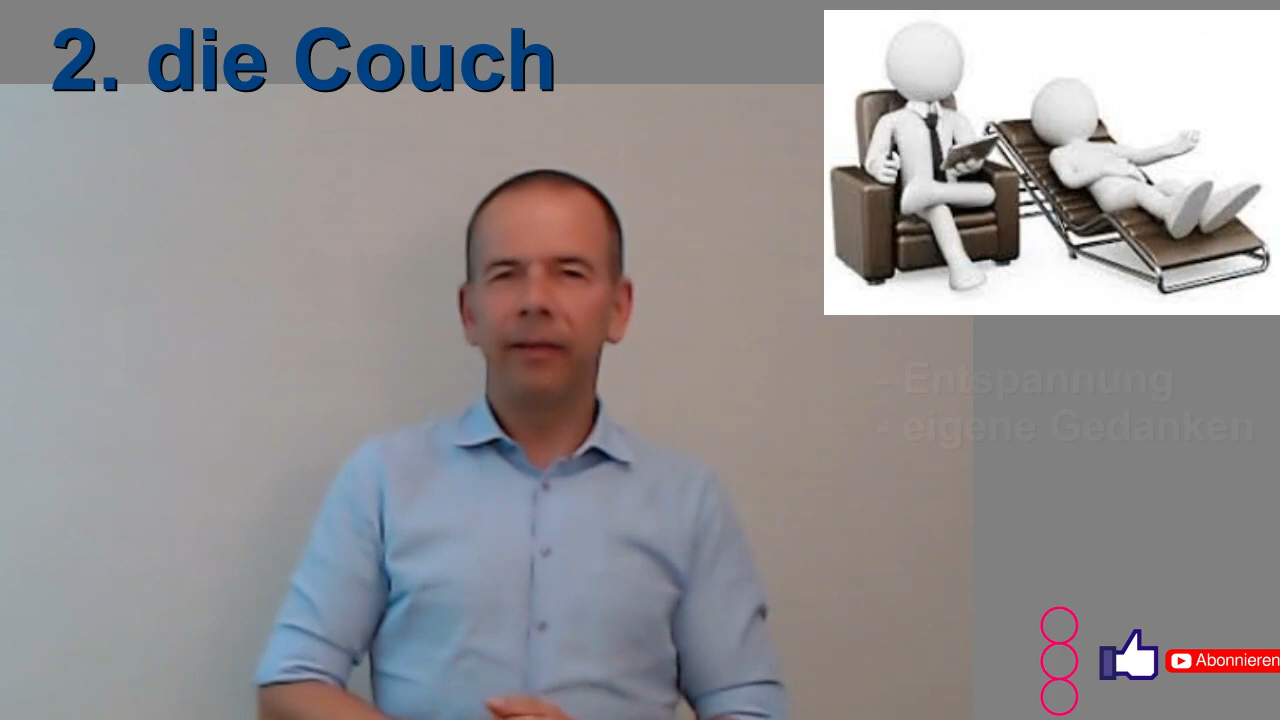 2. die Couch
- Entspannung
- eigene Gedanken
Abonnieren